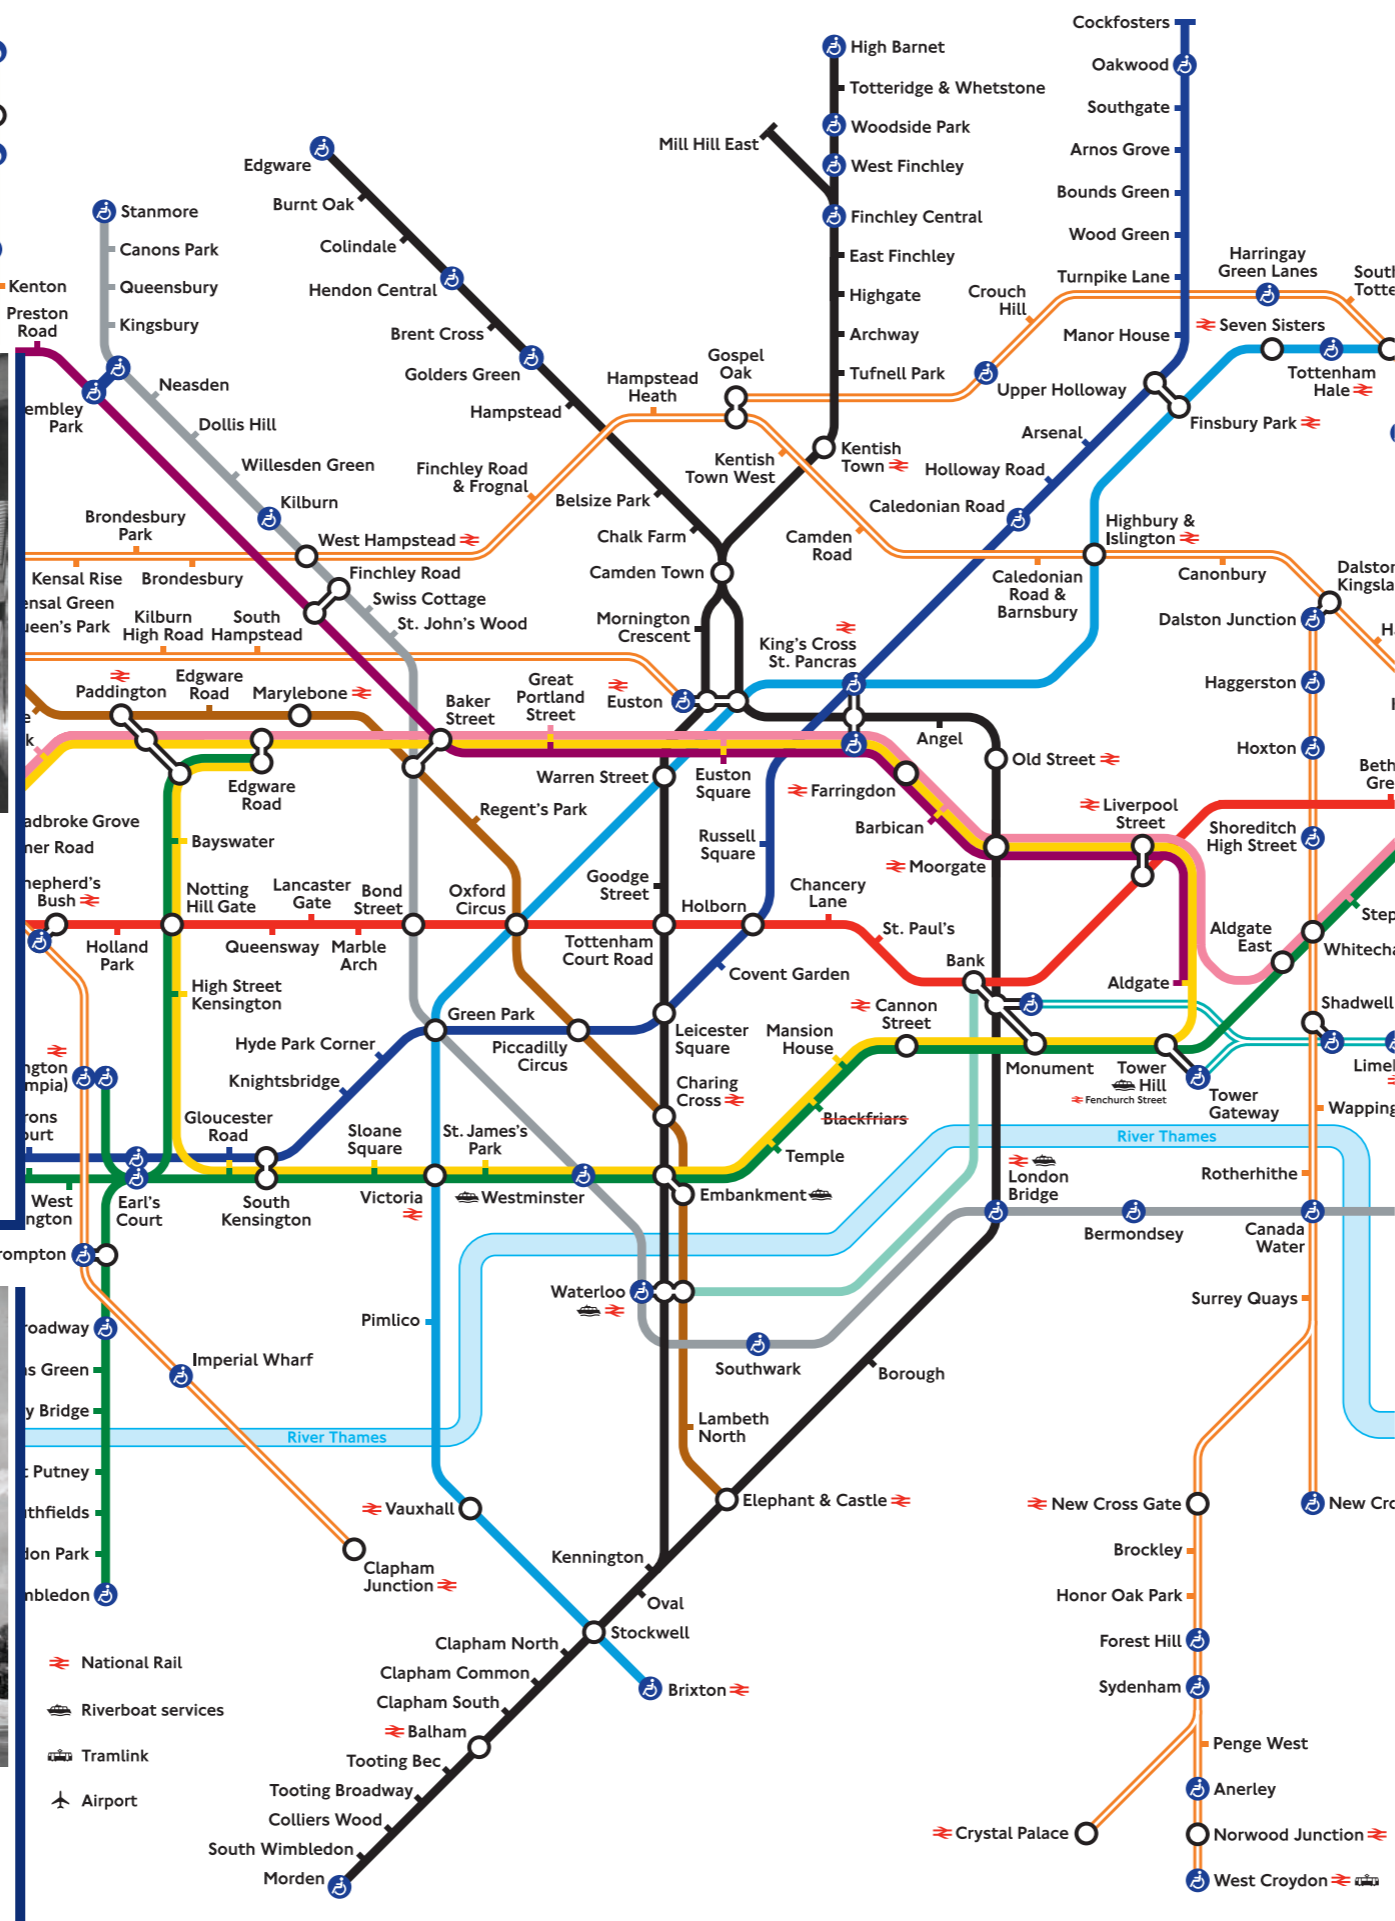 Cockfosters
High Barnet
Oakwood
Totteridge & Whetstone
Southgate
Woodside Park
Mill Hill East
Arnos Grove
West Finchley
Edgware
Bounds Green
Burnt Oak
Stanmore
Finchley Central
Wood Green
Colindale
Canons Park
East Finchley
Harringay
Green Lanes
Turnpike Lane
Kenton
Queensbury
Hendon Central
Highgate
Crouch
Hill
Preston
Road
Kingsbury
Brent Cross
Archway
Manor House
Seven Sisters
Gospel
Oak
Golders Green
Hampstead
Heath
Tufnell Park
Upper Holloway
Tottenham
Hale
Neasden
Park
Hampstead
Dollis Hill
Finsbury Park
Arsenal
Kentish
Town
Kentish
Town West
Willesden Green
Finchley Road
& Frognal
Holloway Road
Belsize Park
Kilburn
Caledonian Road
Brondesbury
Park
Highbury &
Islington
West Hampstead
Chalk Farm
Camden
Road
Kensal Rise
Brondesbury
Finchley Road
Camden Town
Caledonian
Road &
Barnsbury
Canonbury
Swiss Cottage
Kilburn
High Road
South
Hampstead
St. John's Wood
Mornington
Crescent
Dalston Junction
King's Cross
St. Pancras
Paddington
Edgware
Road
Marylebone
Baker
Street
Great
Portland
Street
Euston
Haggerston
Angel
Hoxton
Old Street
Edgware
Road
Warren Street
Euston
Square
Farringdon
Regent's Park
Barbican
Liverpool
Street
Shoreditch
High Street
Bayswater
Russell
Square
Moorgate
Bush
Notting
Hill Gate
Lancaster
Gate
Bond
Street
Oxford
Circus
Goodge
Street
Holborn
Chancery
Lane
St. Paul's
Holland
Park
Queensway
Marble
Arch
Tottenham
Court Road
Aldgate
East
Bank
Covent Garden
Aldgate
High Street
Kensington
Cannon
Street
Shadwell
Green Park
Mansion
House
Hyde Park Corner
Piccadilly
Circus
Leicester
Square
Monument
Tower
Hill
Fenchurch Street
Knightsbridge
Charing
Cross
Tower
Gateway
Blackfriars
Gloucester
Road
Sloane
Square
St. James's
Park
River Thames
Temple
Rotherhithe
London
Bridge
West
Earl's
Court
South
Kensington
Victoria
Westminster
Embankment
Bermondsey
Canada
Water
Waterloo
Surrey Quays
Pimlico
Imperial Wharf
Southwark
Borough
Lambeth
North
River Thames
Vauxhall
Elephant & Castle
New Cross Gate
Kennington
Brockley
Clapham
Junction
Oval
Honor Oak Park
Stockwell
Clapham North
Forest Hill
Clapham Common
Sydenham
Brixton
Clapham South
Balham
Penge West
Tooting Bec
Tooting Broadway
Anerley
Colliers Wood
Crystal Palace
Norwood Junction
South Wimbledon
Morden
West Croydon
National Rail
Riverboat services
Tramlink
Airport